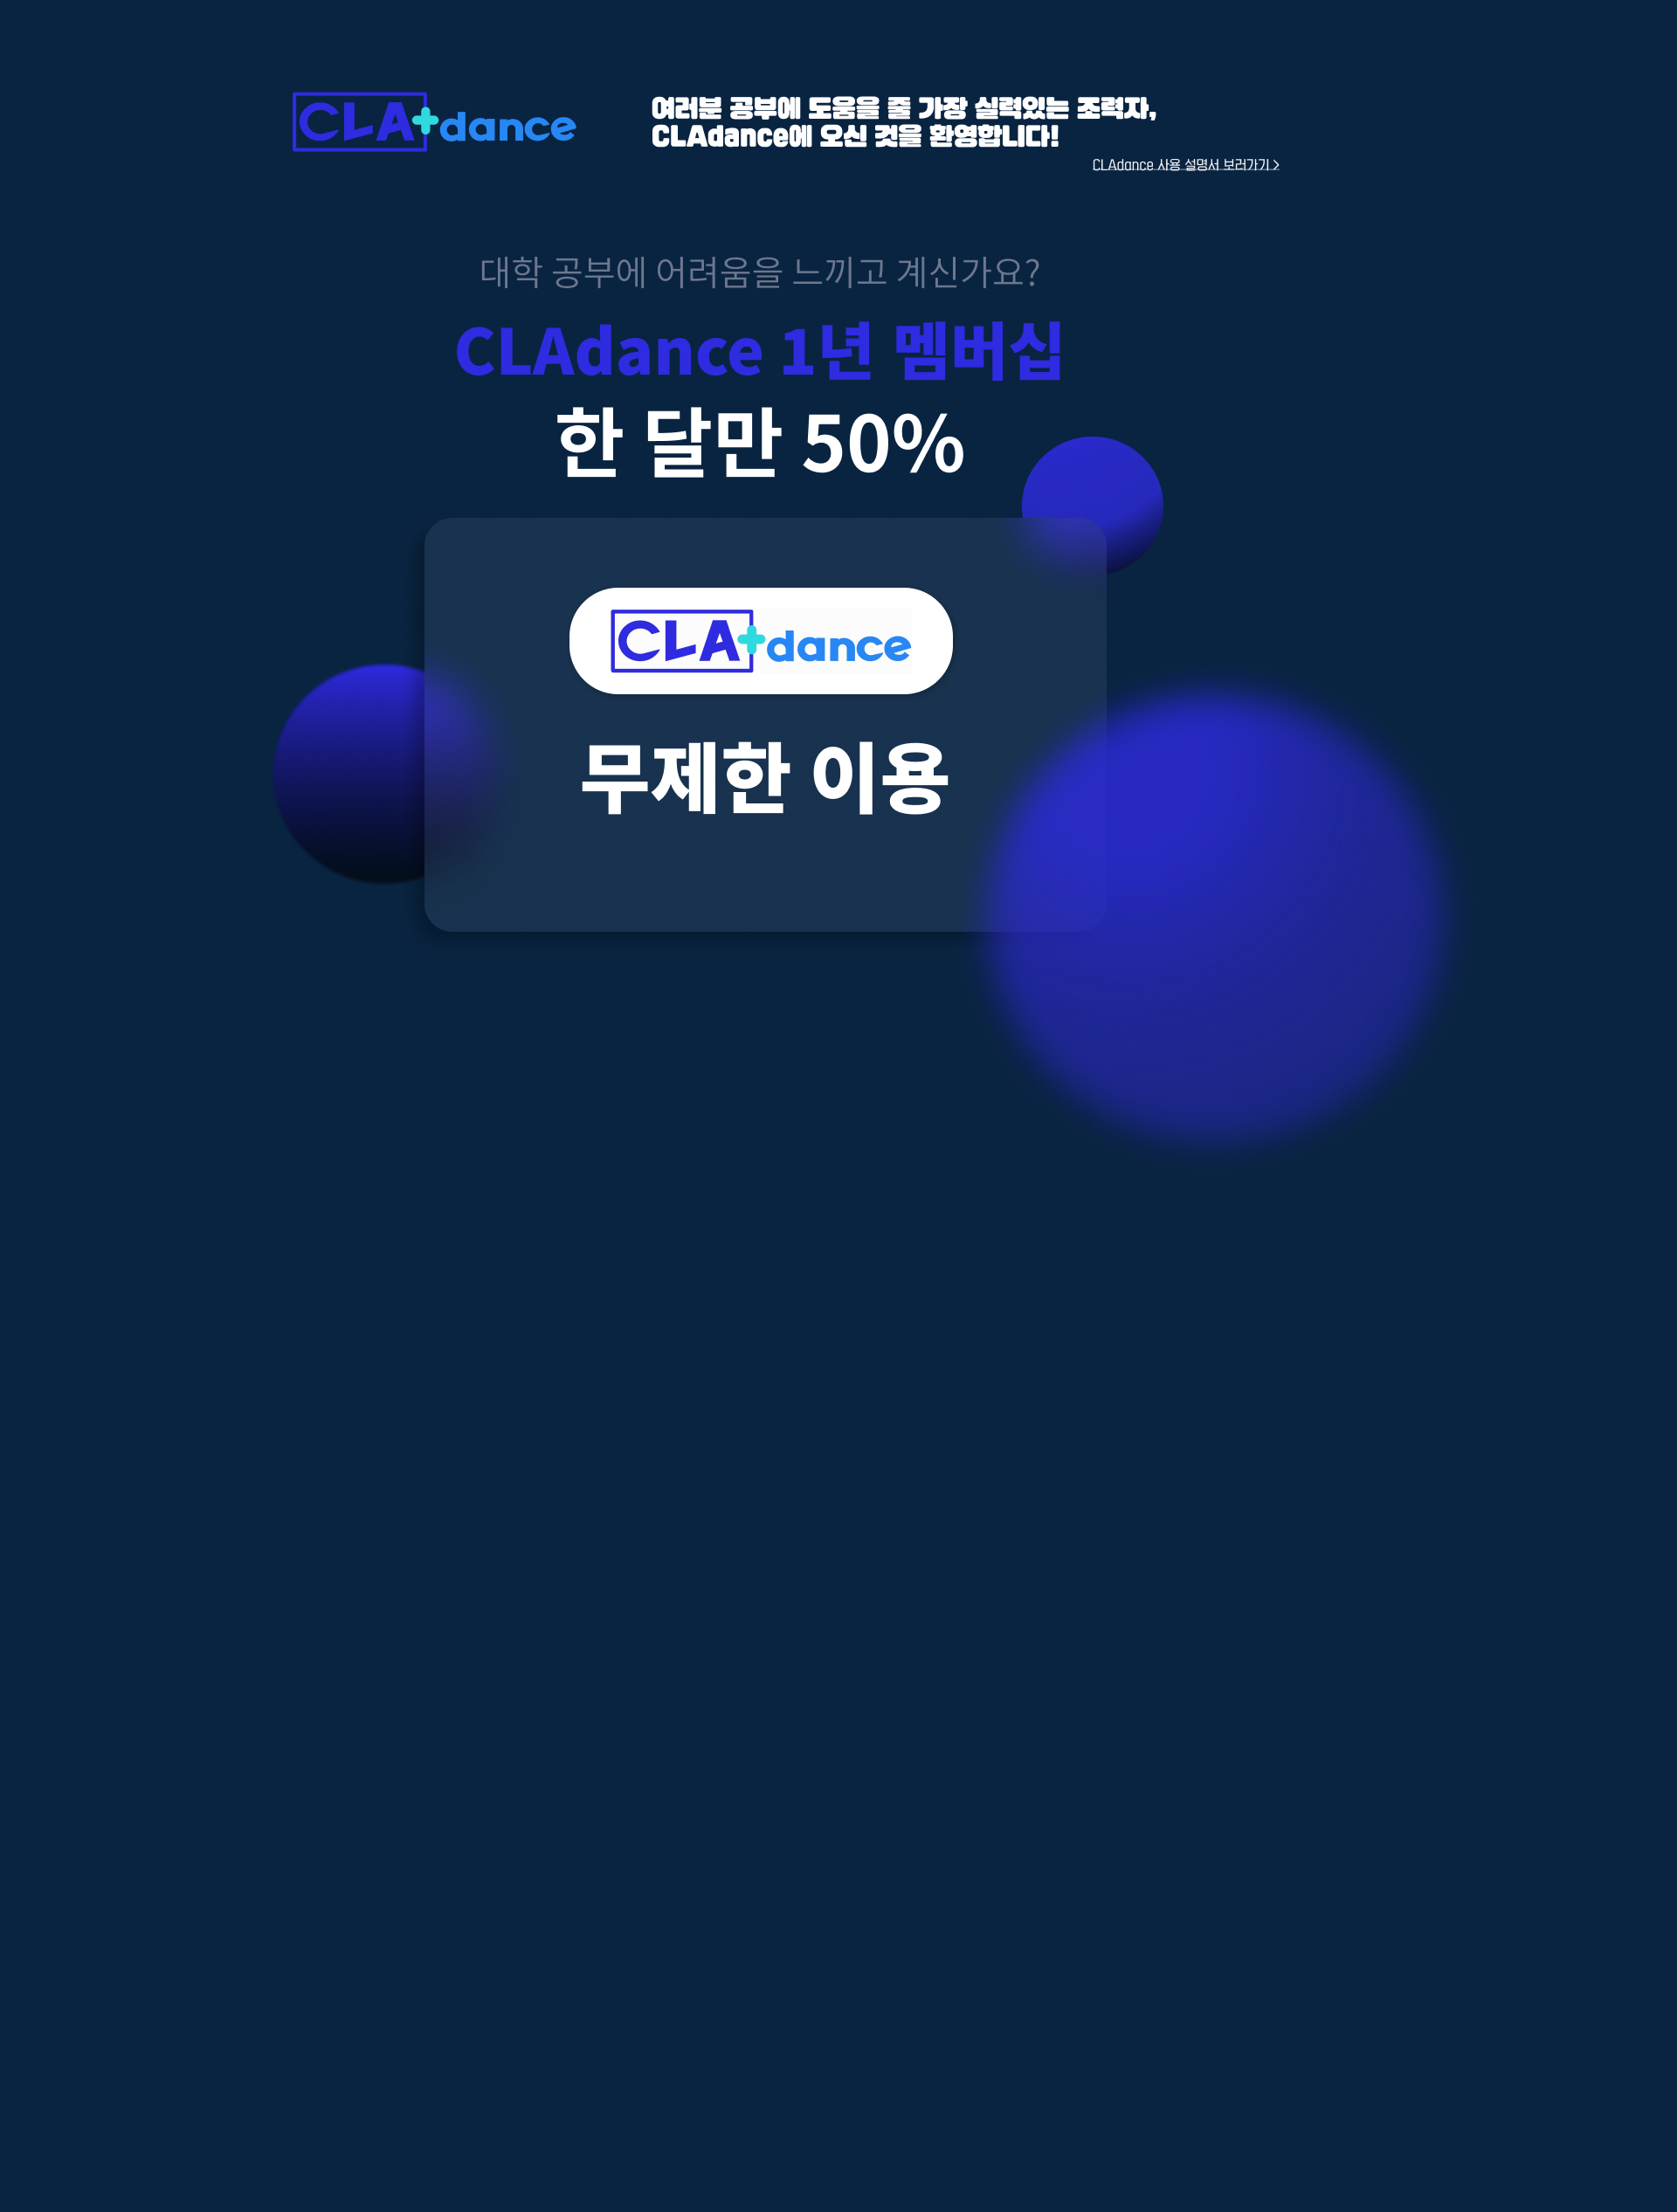 CLA+dance
여러분 공부에 도움을 줄 가장 실력있는 조력자,
CLAdance에 오신 것을 환영합니다!
CLAdance 사용 설명서 보러가기 >
대학 공부에 어려움을 느끼고 계신가요?
CLAdance 1년 멤버십
한 달만 50%
CLA+dance
무제한 이용